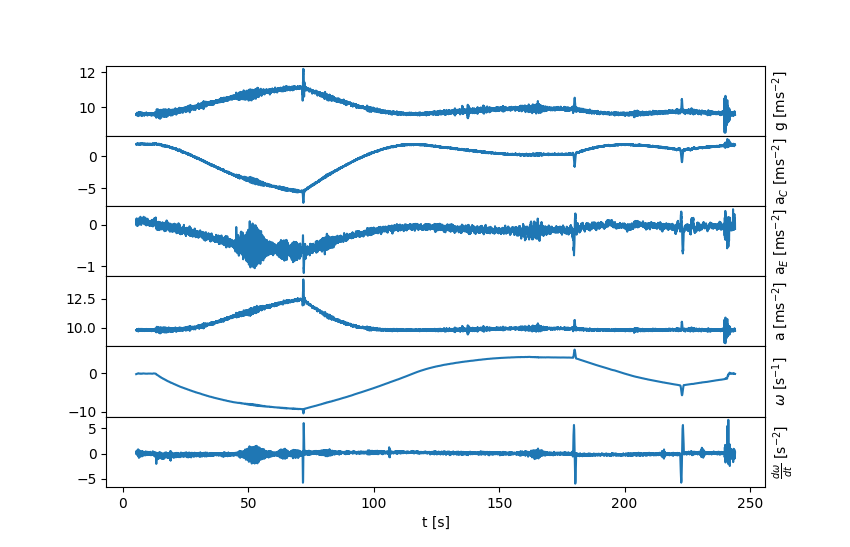 12
10
g [ms⁻²]
0
−5
a_C [ms⁻²]
0
−1
a_E [ms⁻²]
12.5
10.0
a [ms⁻²]
0
−10
ω [s⁻¹]
5
0
−5
dω/dt [s⁻²]
0 50 100 150 200 250
t [s]